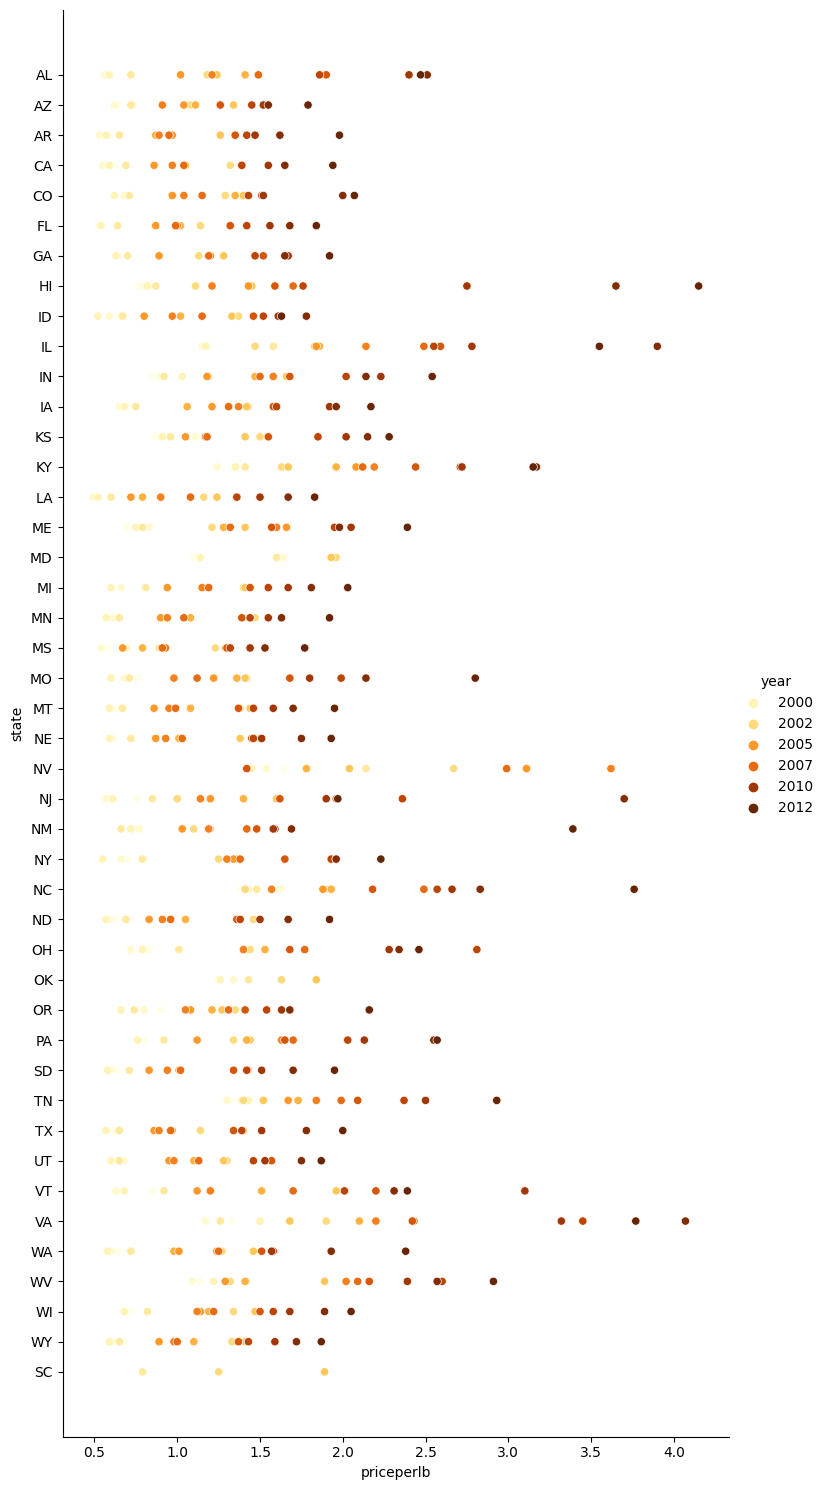 AL
AZ
AR
CA
CO
FL
GA
HI
ID
IL
IN
IA
KS
KY
LA
ME
MD
MI
MN
MS
MO
MT
NE
NV
NJ
NM
NY
NC
ND
OH
OK
OR
PA
SD
TN
TX
UT
VT
VA
WA
WV
WI
WY
SC
state
0.5 1.0 1.5 2.0 2.5 3.0 3.5 4.0
priceperlb
year
2000
2002
2005
2007
2010
2012